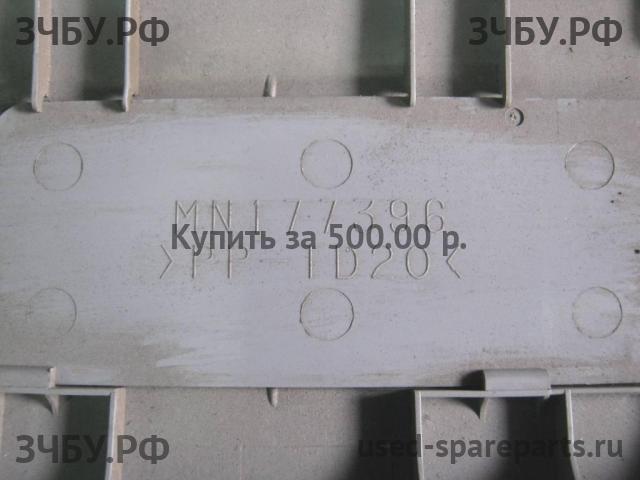 ЗЧБУ.РФ ЗЧБУ.РФ
MN177396
Купить за 500,00 р.
>PP-TD20<
ЗЧБУ.РФ used-spareparts.ru